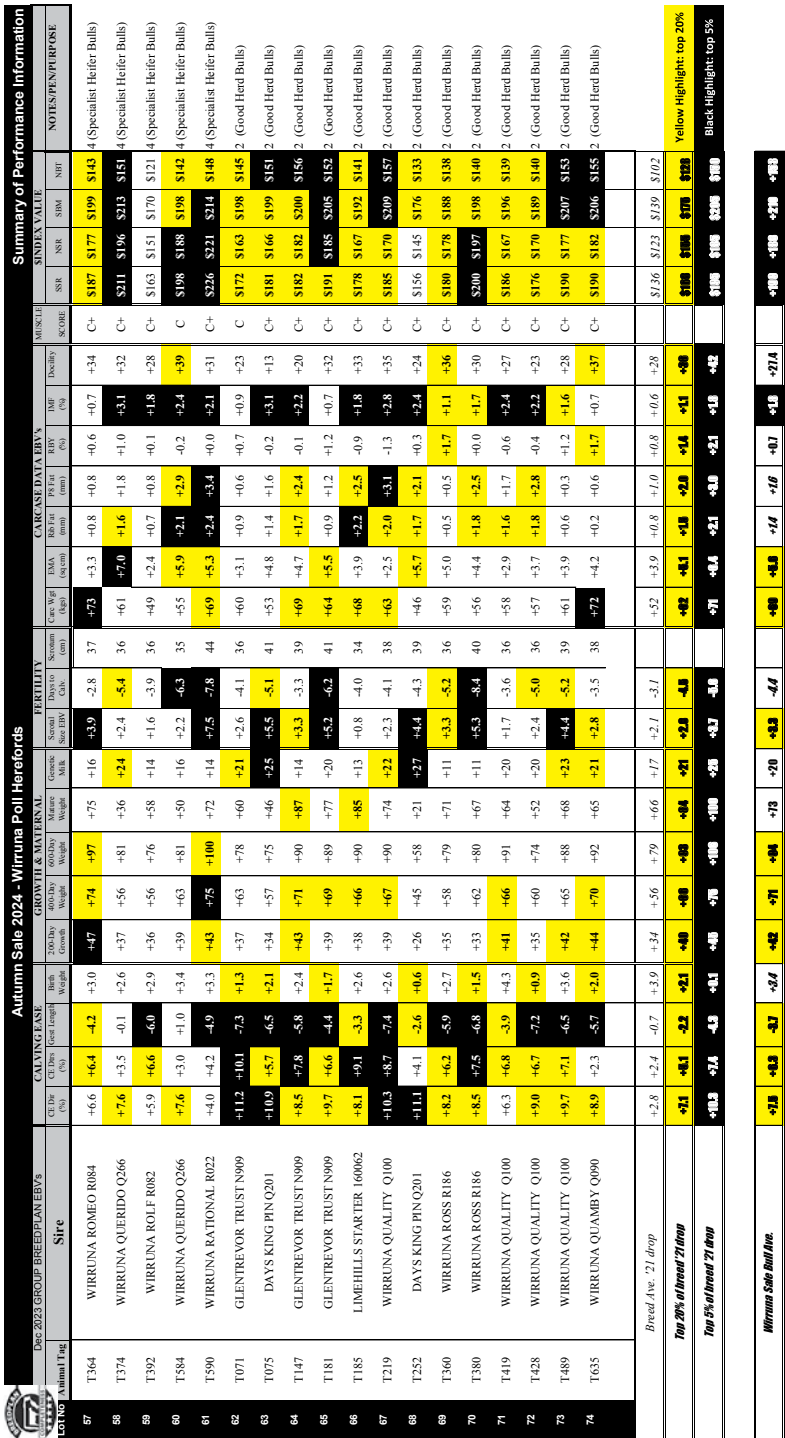 Autumn Sale 2024 - Wirruna Poll Herefords Summary of Performance Information
Dec 2023 GROUP BREEDPLAN EBV's CALVING EASE GROWTH & MATERNAL FERTILITY CARCASE DATA EBV's MUSCLE $INDEX VALUE NOTES/PEN/PURPOSE
Lot No Animal Tag Sire CE Dir (%) CE Dtrs (%) Gest Length Birth Weight 200-Day Growth 400-Day Weight 600-Day Weight Mature Weight Genetic Milk Scrotal Size EBV Days to Calv. Scrotum (cm) Carc Wgt (kgs) EMA (sq cm) Rib Fat (mm) P8 Fat (mm) RBY (%) IMF (%) Docility SCORE SSR NSR SBM NBT
57 T364 WIRRUNA ROMEO R084 +6.6 +6.4 -4.2 +3.0 +47 +74 +97 +75 +16 +3.9 -2.8 37 +73 +3.3 +0.8 +0.8 +0.6 +0.7 +34 C+ $187 $177 $199 $143 4 (Specialist Heifer Bulls)
58 T374 WIRRUNA QUERIDO Q266 +7.6 +3.5 -0.1 +2.6 +37 +56 +81 +36 +24 +2.4 -5.4 36 +61 +7.0 +1.6 +1.8 +1.0 +3.1 +32 C+ $211 $196 $213 $151 4 (Specialist Heifer Bulls)
59 T392 WIRRUNA ROLF R082 +5.9 +6.6 -6.0 +2.9 +36 +56 +76 +58 +14 +1.6 -3.9 36 +49 +2.4 +0.7 +0.8 +0.1 +1.8 +28 C+ $163 $151 $170 $121 4 (Specialist Heifer Bulls)
60 T584 WIRRUNA QUERIDO Q266 +7.6 +3.0 +1.0 +3.4 +39 +63 +81 +50 +16 +2.2 -6.3 35 +55 +5.9 +2.1 +2.9 -0.2 +2.4 +39 C $198 $188 $198 $142 4 (Specialist Heifer Bulls)
61 T590 WIRRUNA RATIONAL R022 +4.0 +4.2 -4.9 +3.3 +43 +75 +100 +72 +14 +7.5 -7.8 44 +69 +5.3 +2.4 +3.4 +0.0 +2.1 +31 C+ $226 $221 $214 $148 4 (Specialist Heifer Bulls)
62 T071 GLENTREVOR TRUST N909 +11.2 +10.1 -7.3 +1.3 +37 +63 +78 +60 +21 +2.6 -4.1 36 +60 +3.1 +0.9 +0.6 +0.7 +0.9 +23 C $172 $163 $198 $145 2 (Good Herd Bulls)
63 T075 DAYS KING PIN Q201 +10.9 +5.7 -6.5 +2.1 +34 +57 +75 +46 +25 +5.5 -5.1 41 +53 +4.8 +1.4 +1.6 -0.2 +3.1 +13 C+ $181 $166 $199 $151 2 (Good Herd Bulls)
64 T147 GLENTREVOR TRUST N909 +8.5 +7.8 -5.8 +2.4 +43 +71 +90 +87 +14 +3.3 -3.3 39 +69 +4.7 +1.7 +2.4 -0.1 +2.2 +20 C+ $182 $182 $200 $156 2 (Good Herd Bulls)
65 T181 GLENTREVOR TRUST N909 +9.7 +6.6 -4.4 +1.7 +39 +69 +89 +77 +20 +5.2 -6.2 41 +64 +5.5 +0.9 +1.2 +1.2 +0.7 +32 C+ $191 $185 $205 $152 2 (Good Herd Bulls)
66 T185 LIMEHILLS STARTER 160062 +8.1 +9.1 -3.3 +2.6 +38 +66 +90 +85 +13 +0.8 -4.0 34 +68 +3.9 +2.2 +2.5 -0.9 +1.8 +33 C+ $178 $167 $192 $141 2 (Good Herd Bulls)
67 T219 WIRRUNA QUALITY Q100 +10.3 +8.7 -7.4 +2.6 +39 +67 +90 +74 +22 +2.3 -4.1 38 +63 +2.5 +2.0 +3.1 -1.3 +2.8 +35 C+ $185 $170 $209 $157 2 (Good Herd Bulls)
68 T252 DAYS KING PIN Q201 +11.1 +4.1 -2.6 +0.6 +26 +45 +58 +21 +27 +4.4 -4.3 39 +46 +5.7 +1.7 +2.1 +0.3 +2.4 +24 C+ $156 $145 $176 $133 2 (Good Herd Bulls)
69 T360 WIRRUNA ROSS R186 +8.2 +6.2 -5.9 +2.7 +35 +58 +79 +71 +11 +3.3 -5.2 36 +59 +5.0 +0.5 +0.5 +1.7 +1.1 +36 C+ $180 $178 $188 $138 2 (Good Herd Bulls)
70 T380 WIRRUNA ROSS R186 +8.5 +7.5 -6.8 +1.5 +33 +62 +80 +67 +11 +5.3 -8.4 40 +56 +4.4 +1.8 +2.5 +0.0 +1.7 +30 C+ $200 $197 $198 $140 2 (Good Herd Bulls)
71 T419 WIRRUNA QUALITY Q100 +6.3 +6.8 -3.9 +4.3 +41 +66 +91 +64 +20 +1.7 -3.6 36 +58 +2.9 +1.6 +1.7 -0.6 +2.4 +27 C+ $186 $167 $196 $139 2 (Good Herd Bulls)
72 T428 WIRRUNA QUALITY Q100 +9.0 +6.7 -7.2 +0.9 +35 +60 +74 +52 +20 +2.4 -5.0 36 +57 +3.7 +1.8 +2.8 -0.4 +2.2 +23 C+ $176 $170 $189 $140 2 (Good Herd Bulls)
73 T489 WIRRUNA QUALITY Q100 +9.7 +7.1 -6.5 +3.6 +42 +65 +88 +68 +23 +4.4 -5.2 39 +61 +3.9 +0.6 +0.3 +1.2 +1.6 +28 C+ $190 $177 $207 $153 2 (Good Herd Bulls)
74 T635 WIRRUNA QUAMBY Q090 +8.9 +2.3 -5.7 +2.0 +44 +70 +92 +65 +21 +2.8 -3.5 38 +72 +4.2 +0.2 +0.6 +1.7 +0.7 +37 C+ $190 $182 $206 $155 2 (Good Herd Bulls)
Breed Ave. '21 drop +2.8 +2.4 -0.7 +3.9 +34 +56 +79 +66 +17 +2.1 -3.1 +52 +3.9 +0.8 +1.0 +0.8 +0.6 +28 $136 $123 $139 $102
Top 20% of breed '21 drop +7.1 -2.2 +2.1 +21 +1.4 +1.1 Yellow Highlight: top 20%
Top 5% of breed '21 drop +7.4 +71 +2.1 +2.1 Black Highlight: top 5%
Wirruna Sale Bull Ave. +3.4 +71 +73 +20 -4.4 +1.4 +1.6 +0.7 +27.4